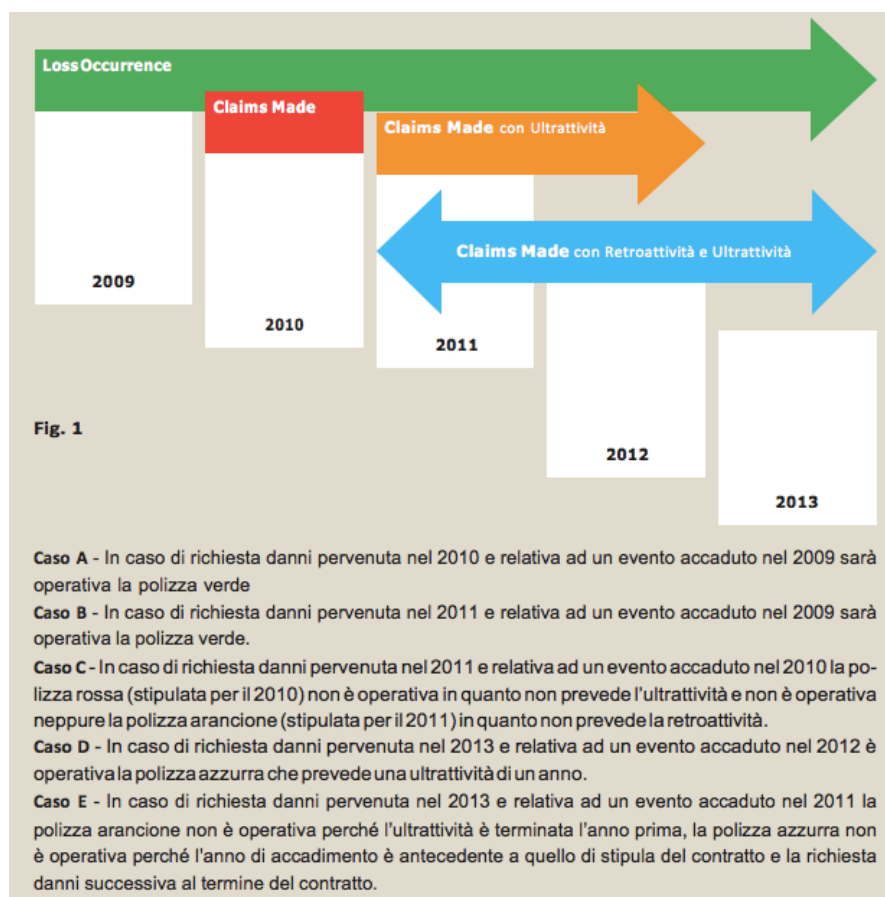 Loss Occurrence
Claims Made
Claims Made con Ultrattività
Claims Made con Retroattività e Ultrattività
2009
2010
2011
Fig. 1
2012
2013
Caso A - In caso di richiesta danni pervenuta nel 2010 e relativa ad un evento accaduto nel 2009 sarà
operativa la polizza verde
Caso B - In caso di richiesta danni pervenuta nel 2011 e relativa ad un evento accaduto nel 2009 sarà
operativa la polizza verde.
Caso C - In caso di richiesta danni pervenuta nel 2011 e relativa ad un evento accaduto nel 2010 la po-
lizza rossa (stipulata per il 2010) non è operativa in quanto non prevede l'ultrattività e non è operativa
neppure la polizza arancione (stipulata per il 2011) in quanto non prevede la retroattività.
Caso D - In caso di richiesta danni pervenuta nel 2013 e relativa ad un evento accaduto nel 2012 è
operativa la polizza azzurra che prevede una ultrattività di un anno.
Caso E - In caso di richiesta danni pervenuta nel 2013 e relativa ad un evento accaduto nel 2011 la
polizza arancione non è operativa perché l'ultrattività è terminata l'anno prima, la polizza azzurra non
è operativa perché l'anno di accadimento è antecedente a quello di stipula del contratto e la richiesta
danni successiva al termine del contratto.